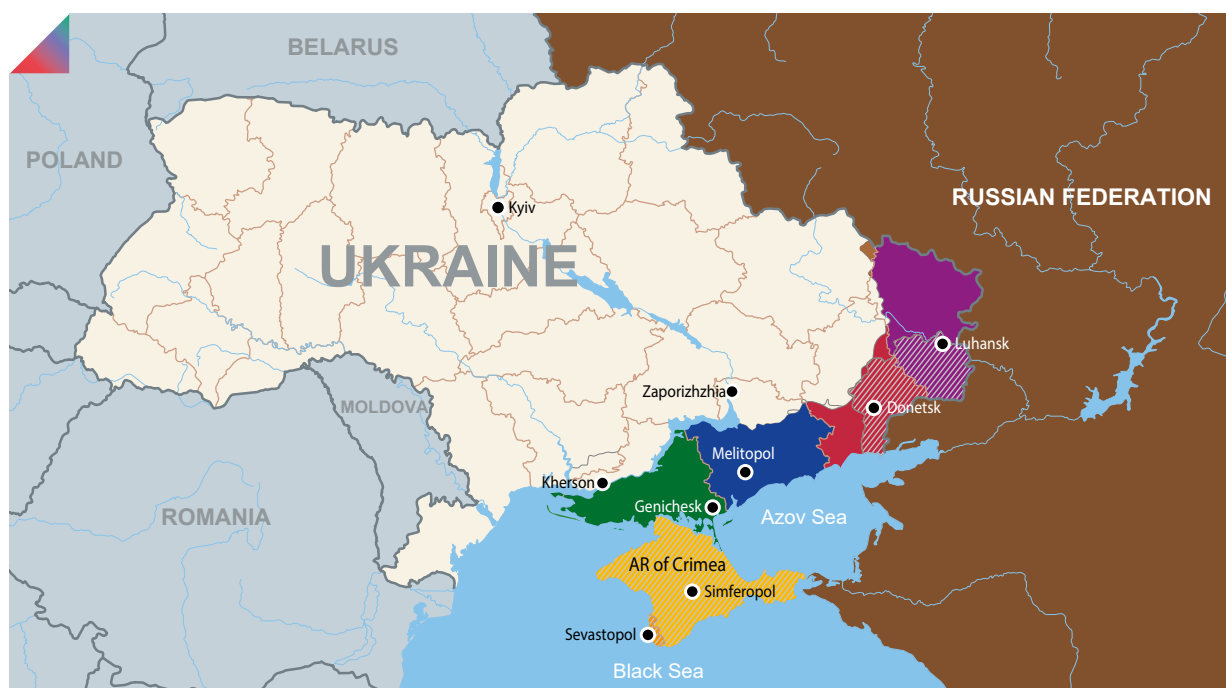 BELARUS
POLAND
RUSSIAN FEDERATION
Kyiv
UKRAINE
Luhansk
Zaporizhzhia
MOLDOVA
Donetsk
Melitopol
Kherson
Genichesk
ROMANIA
Azov Sea
AR of Crimea
Simferopol
Sevastopol
Black Sea